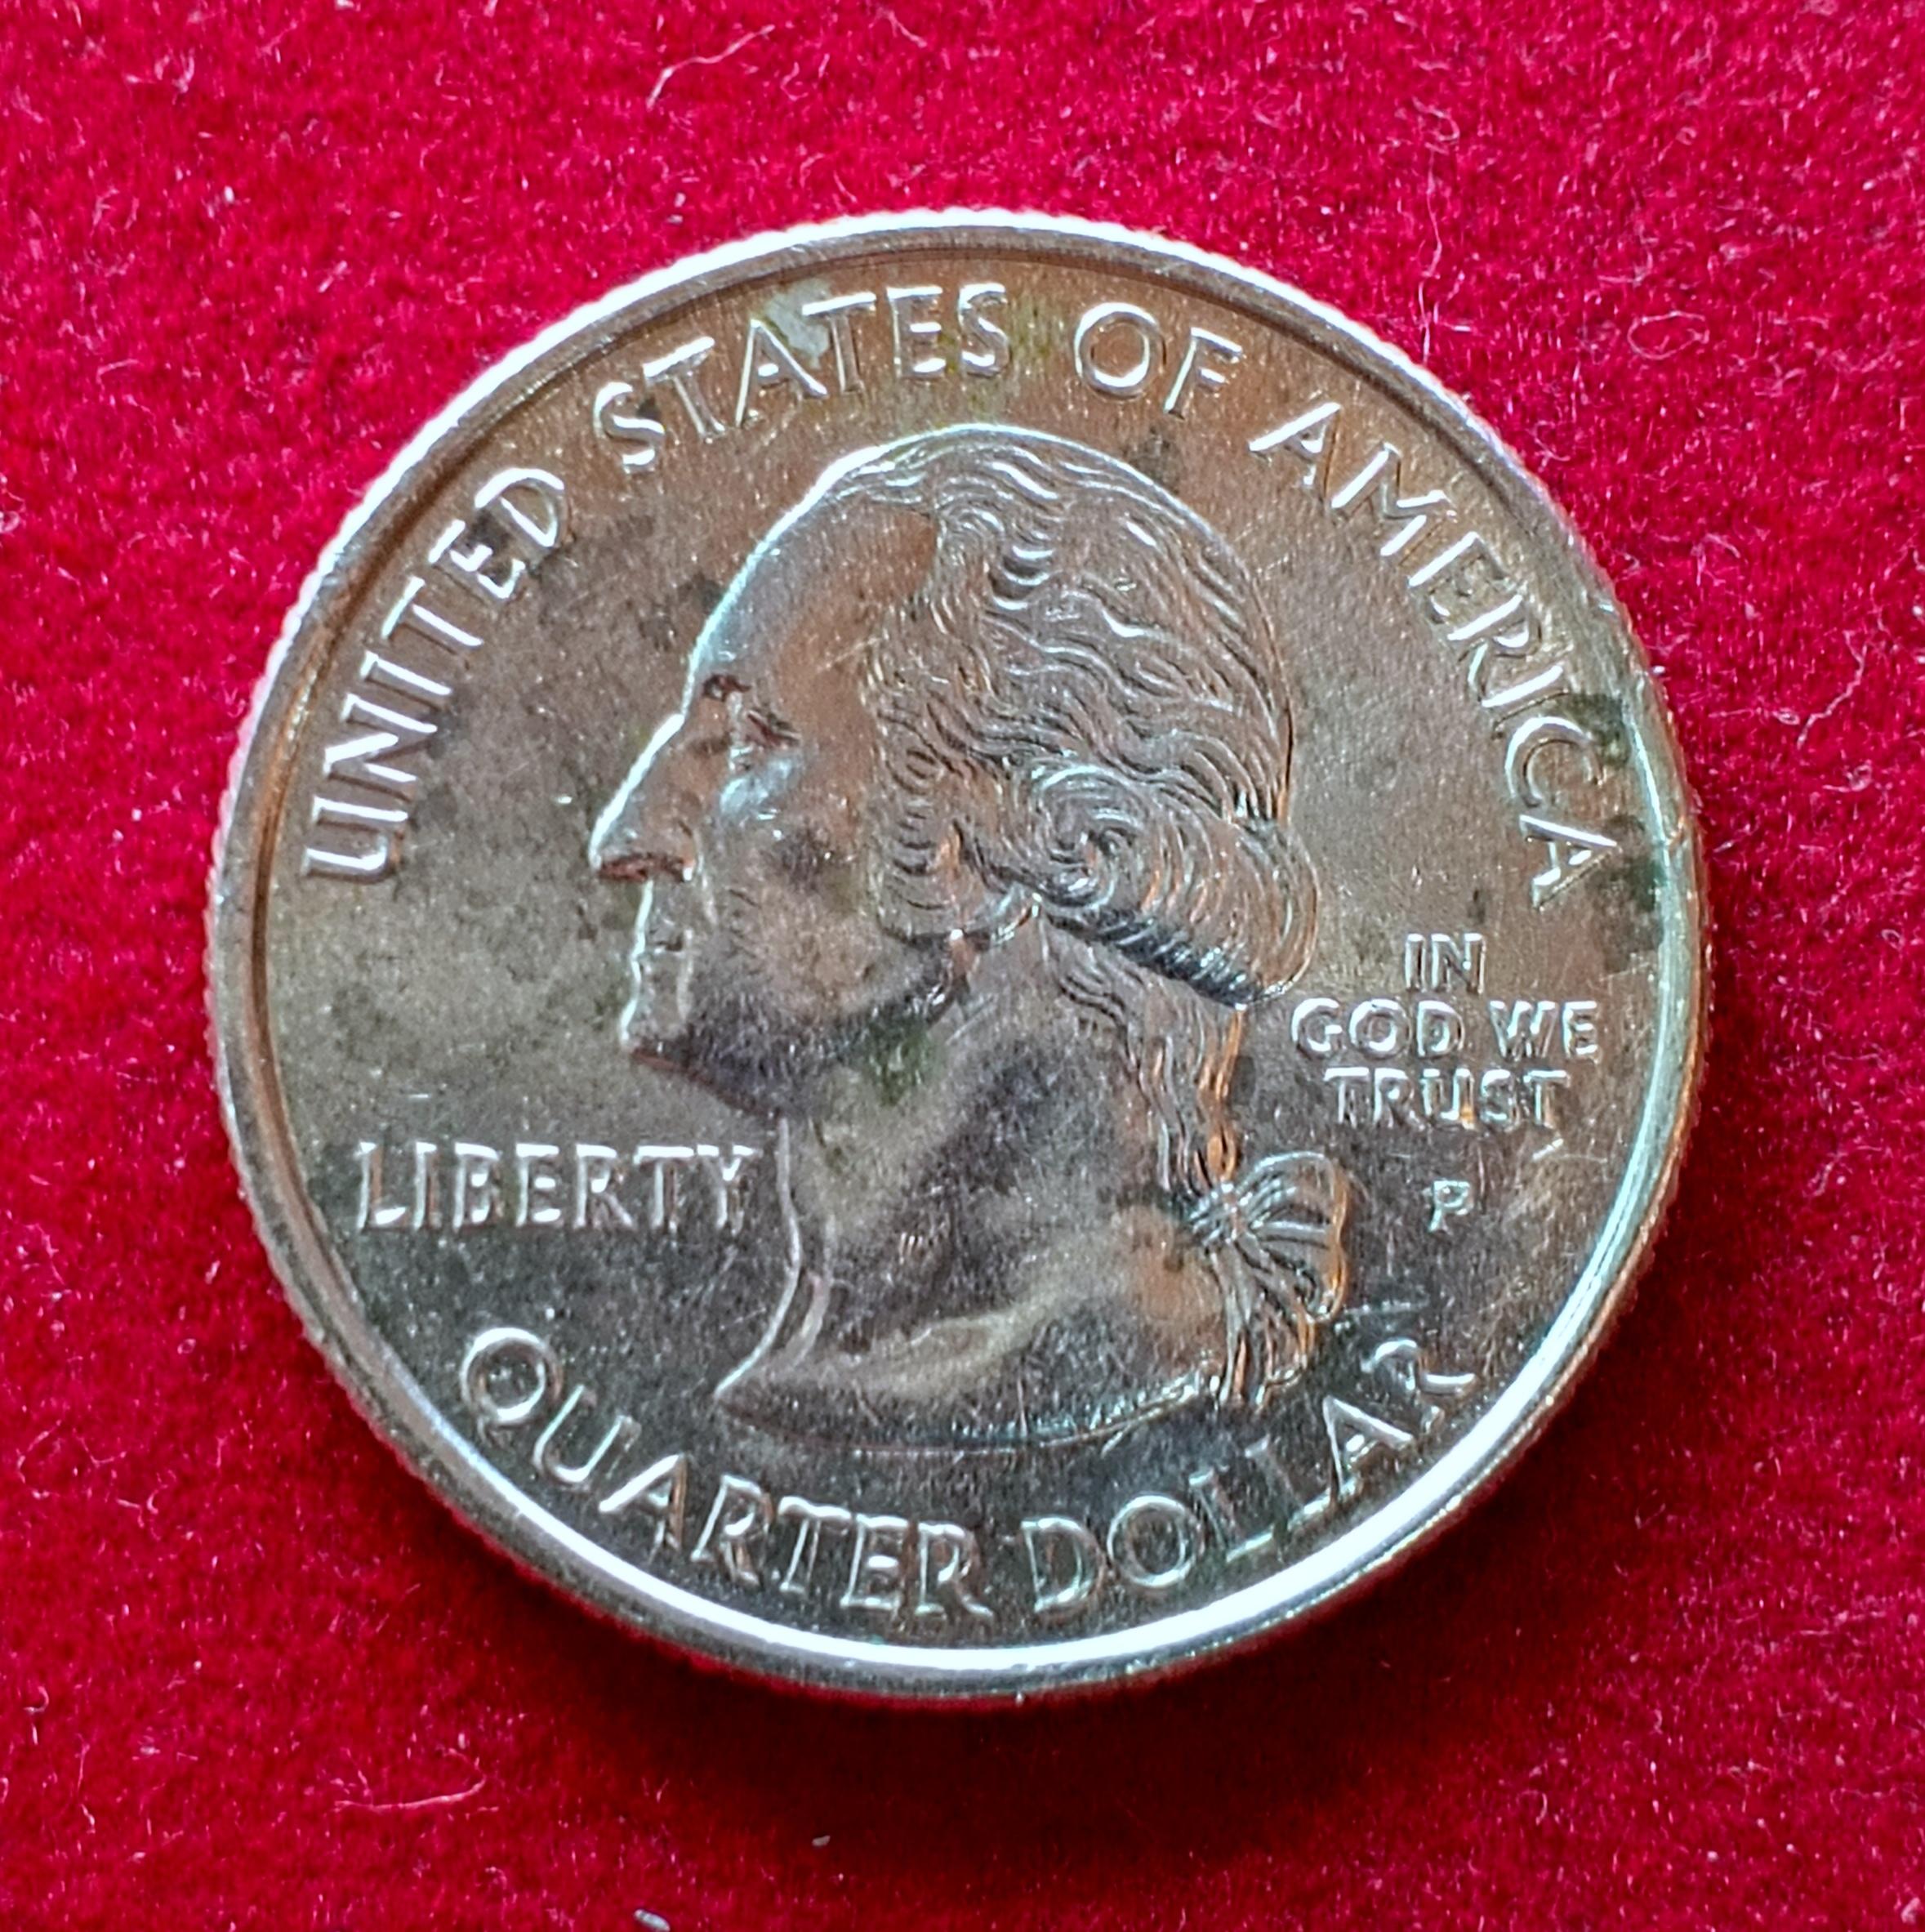 UNITED STATES OF AMERICA
IN
GOD WE
TRUST
LIBERTY
P
QUARTER DOLLAR